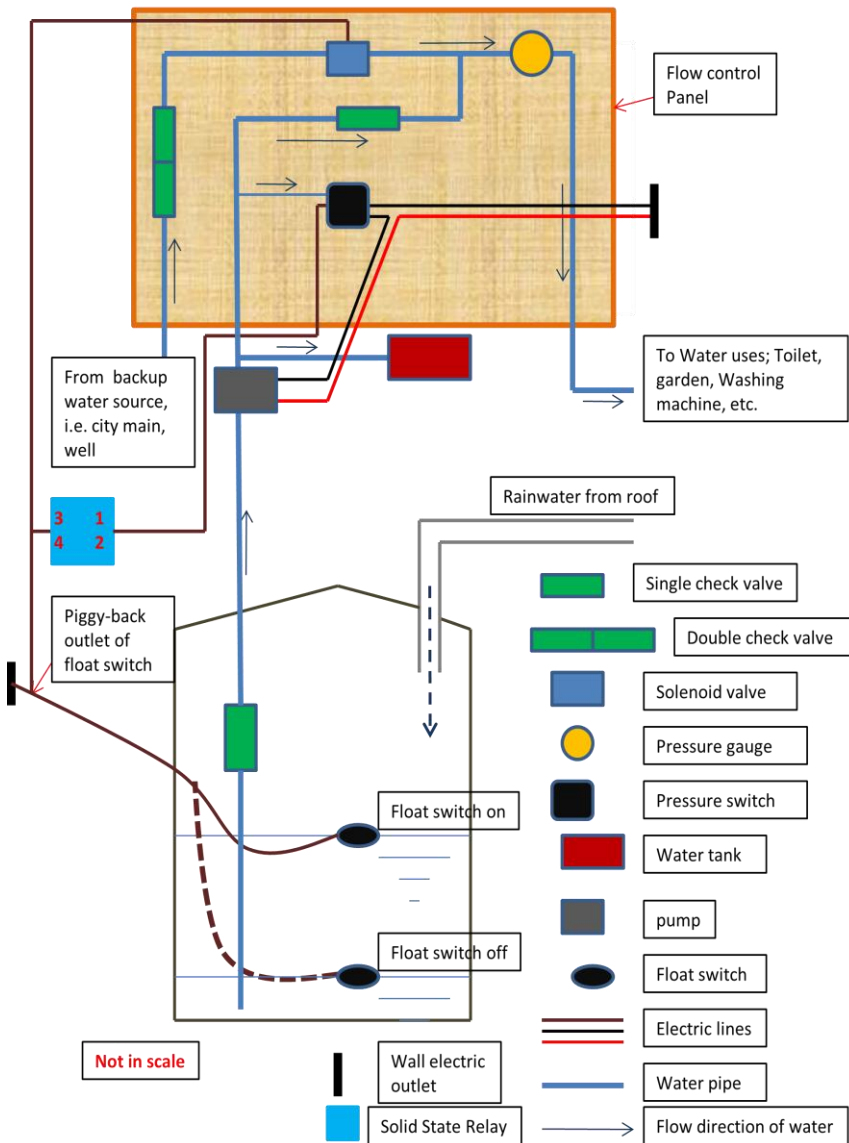 Flow control
Panel
From backup
water source,
i.e. city main,
well
To Water uses; Toilet,
garden, Washing
machine, etc.
Rainwater from roof
3 1
4 2
Piggy-back
outlet of
float switch
Single check valve
Double check valve
Solenoid valve
Pressure gauge
Float switch on
Pressure switch
Water tank
pump
Float switch off
Float switch
Electric lines
Not in scale
Wall electric
outlet
Water pipe
Solid State Relay
Flow direction of water